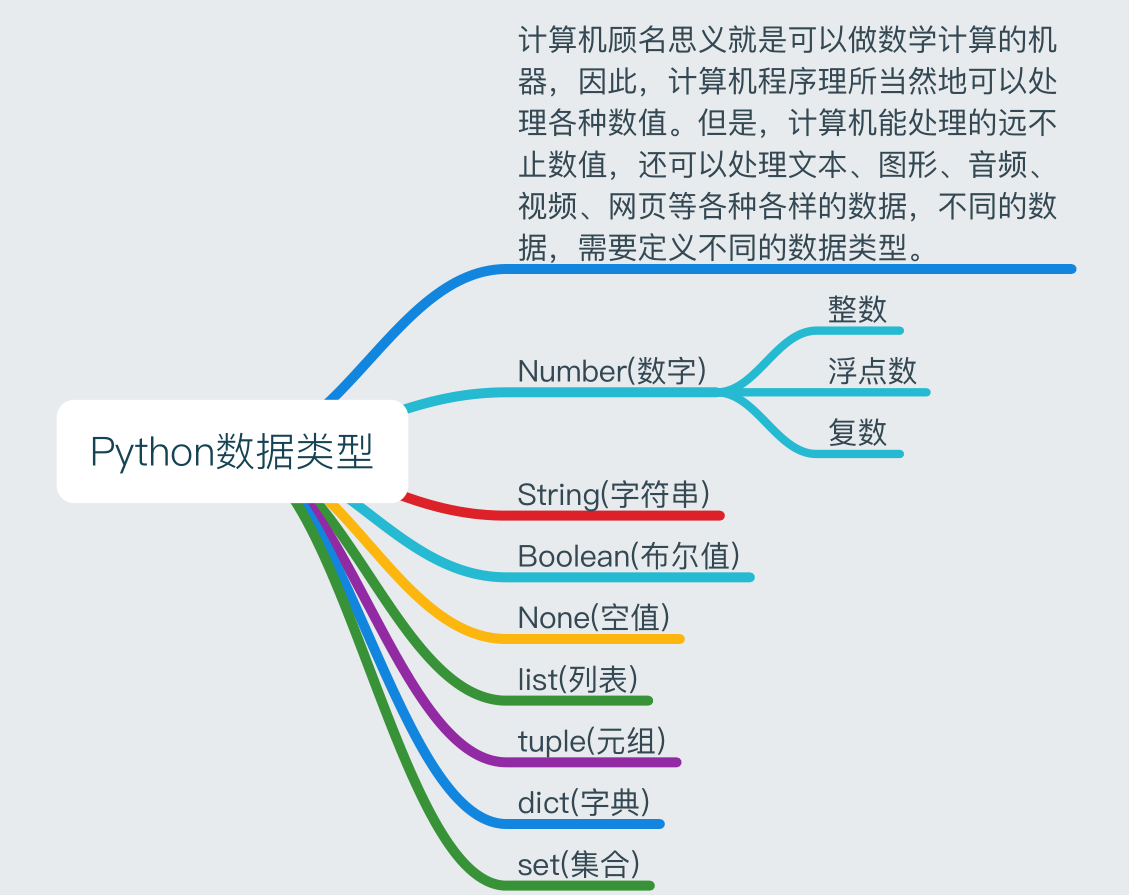 计算机顾名思义就是可以做数学计算的机
器，因此，计算机程序理所当然地可以处
理各种数值。但是，计算机能处理的远不
止数值，还可以处理文本、图形、音频、
视频、网页等各种各样的数据，不同的数
据，需要定义不同的数据类型。
整数
Number(数字)
浮点数
复数
Python数据类型
String(字符串)
Boolean(布尔值)
None(空值)
list(列表)
tuple(元组)
dict(字典)
set(集合)